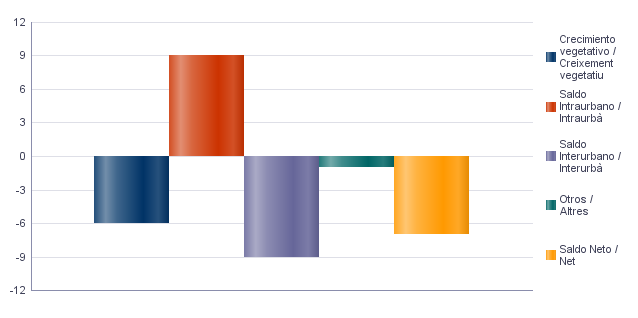 12
9
6
3
0
-3
-6
-9
-12
Crecimiento
vegetativo /
Creixement
vegetatiu
Saldo
Intraurbano /
Intraurbà
Saldo
Interurbano /
Interurbà
Otros /
Altres
Saldo Neto /
Net